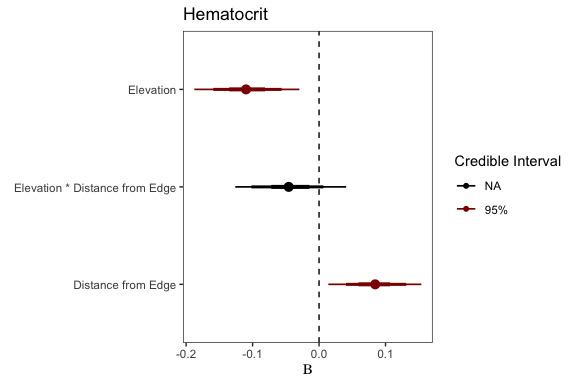 Hematocrit
Elevation
Elevation * Distance from Edge
Distance from Edge
-0.2 -0.1 0.0 0.1
B
Credible Interval
NA
95%